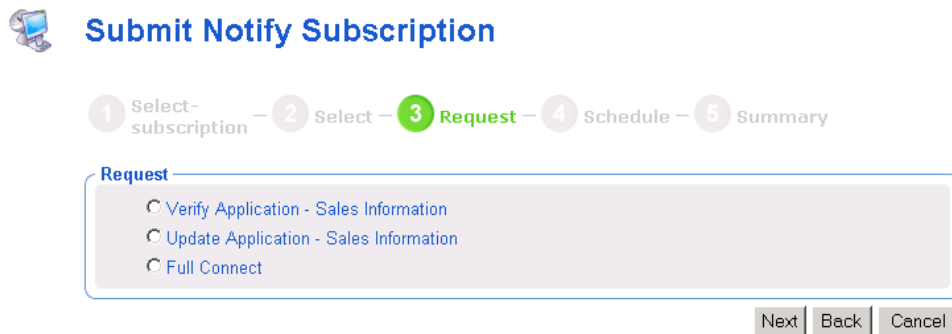 Submit Notify Subscription
1 Select-
subscription – 2 Select – 3 Request – 4 Schedule – 5 Summary
Request
Verify Application - Sales Information
Update Application - Sales Information
Full Connect
Next Back Cancel